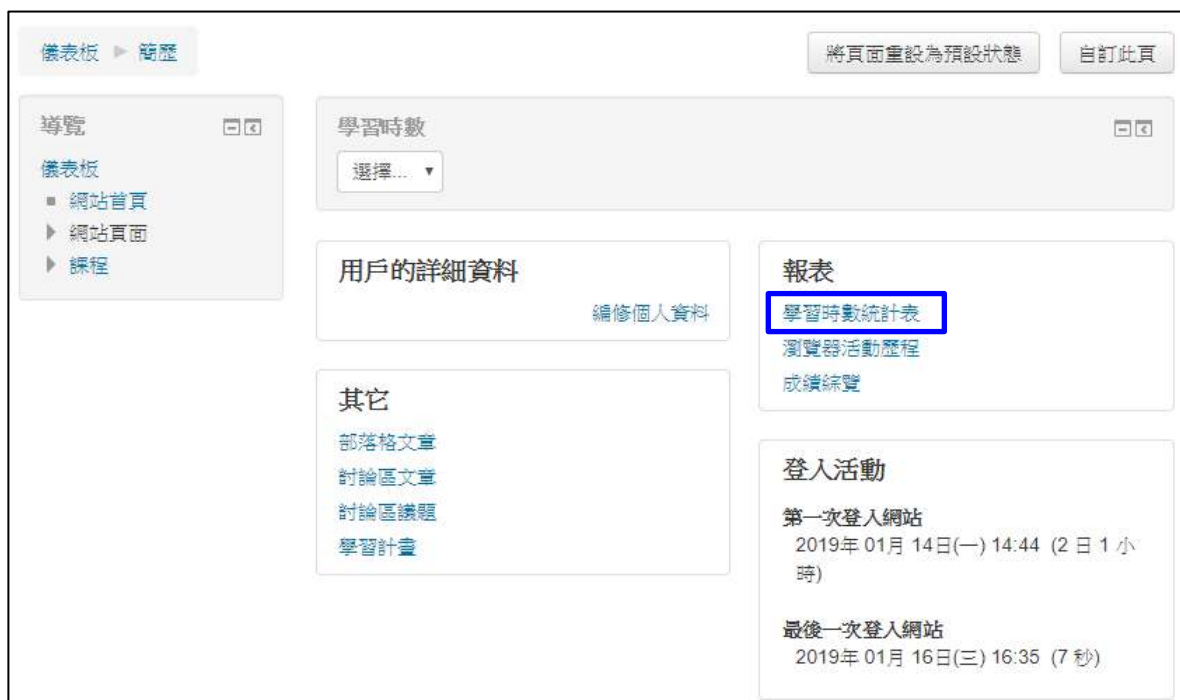 儀表板 ▶ 簡歷
將頁面重設為預設狀態
自訂此頁
導覽
儀表板
網站首頁
網站頁面
課程
學習時數
選擇...
用戶的詳細資料
編修個人資料
其它
部落格文章
討論區文章
討論區議題
學習計畫
報表
學習時數統計表
瀏覽器活動歷程
成績綜覽
登入活動
第一次登入網站
2019年 01月 14日(一) 14:44 (2 日 1 小
時)
最後一次登入網站
2019年 01月 16日(三) 16:35 (7 秒)